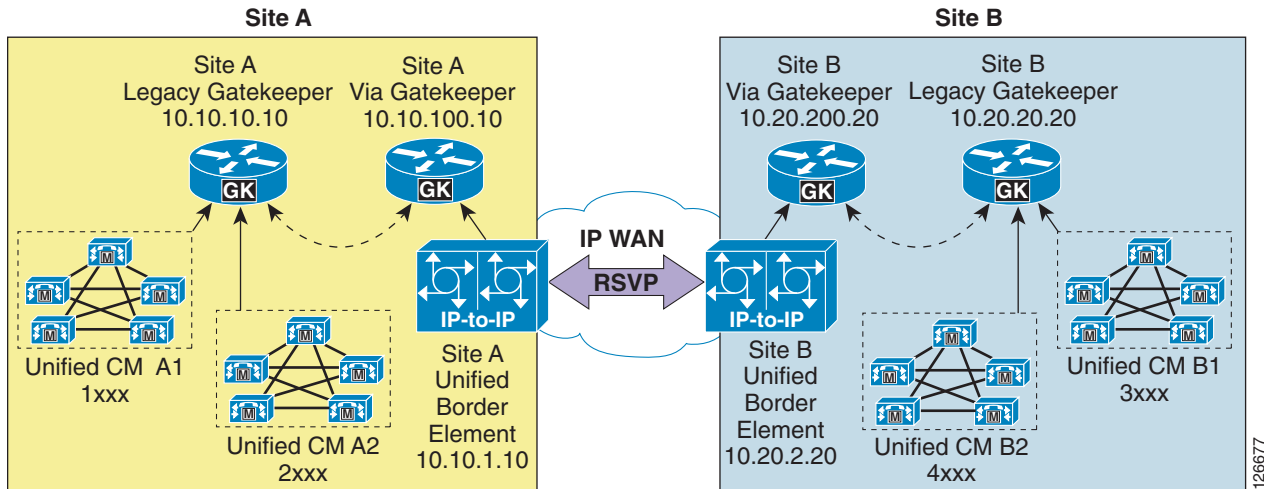 Site A
Site B
Site A
Legacy Gatekeeper
10.10.10.10
Site A
Via Gatekeeper
10.10.100.10
Site B
Via Gatekeeper
10.20.200.20
Site B
Legacy Gatekeeper
10.20.20.20
GK
GK
GK
GK
IP WAN
RSVP
IP-to-IP
IP-to-IP
M
M
M
M
M
Unified CM A1
1xxx
M
M
M
M
M
Unified CM A2
2xxx
Site A
Unified
Border
Element
10.10.1.10
Site B
Unified
Border
Element
10.20.2.20
M
M
M
M
M
Unified CM B2
4xxx
M
M
M
M
M
Unified CM B1
3xxx
126677